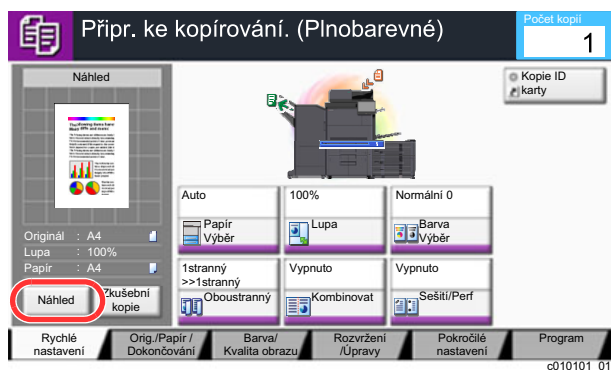 Připr. ke kopírování. (Plnobarevné)
Počet kopií
1
Náhled
Kopie ID
karty
Originál : A4
Lupa : 100%
Papír : A4
Náhled
Zkušební
kopie
Auto
Papír
Výběr
100%
Lupa
Normální 0
Barva
Výběr
1stranný
>>1stranný
Oboustranný
Vypnuto
Kombinovat
Vypnuto
Sešití/Perf
Rychlé
nastavení
Orig./Papír /
Dokončování
Barva/
Kvalita obrazu
Rozvržení
/Úpravy
Pokročilé
nastavení
Program
c010101_01